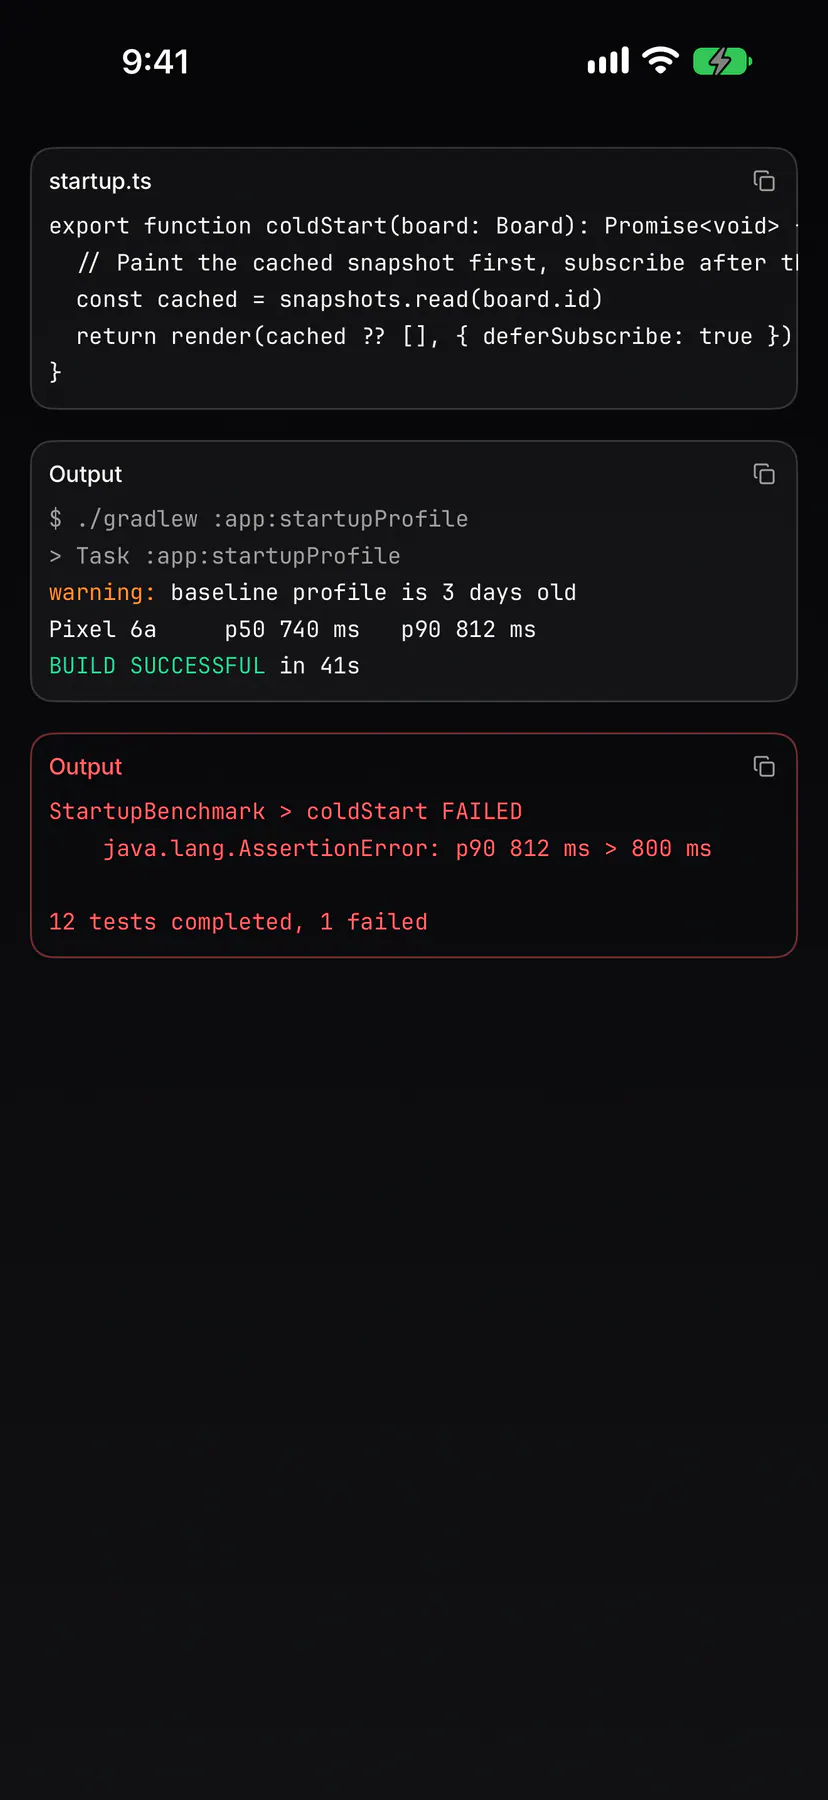 9:41
startup.ts
export function coldStart(board: Board): Promise<void>
// Paint the cached snapshot first, subscribe after
const cached = snapshots.read(board.id)
return render(cached ?? [], { deferSubscribe: true })
}
Output
$ ./gradlew :app:startupProfile
> Task :app:startupProfile
warning: baseline profile is 3 days old
Pixel 6a     p50 740 ms   p90 812 ms
BUILD SUCCESSFUL in 41s
Output
StartupBenchmark > coldStart FAILED
java.lang.AssertionError: p90 812 ms > 800 ms
12 tests completed, 1 failed